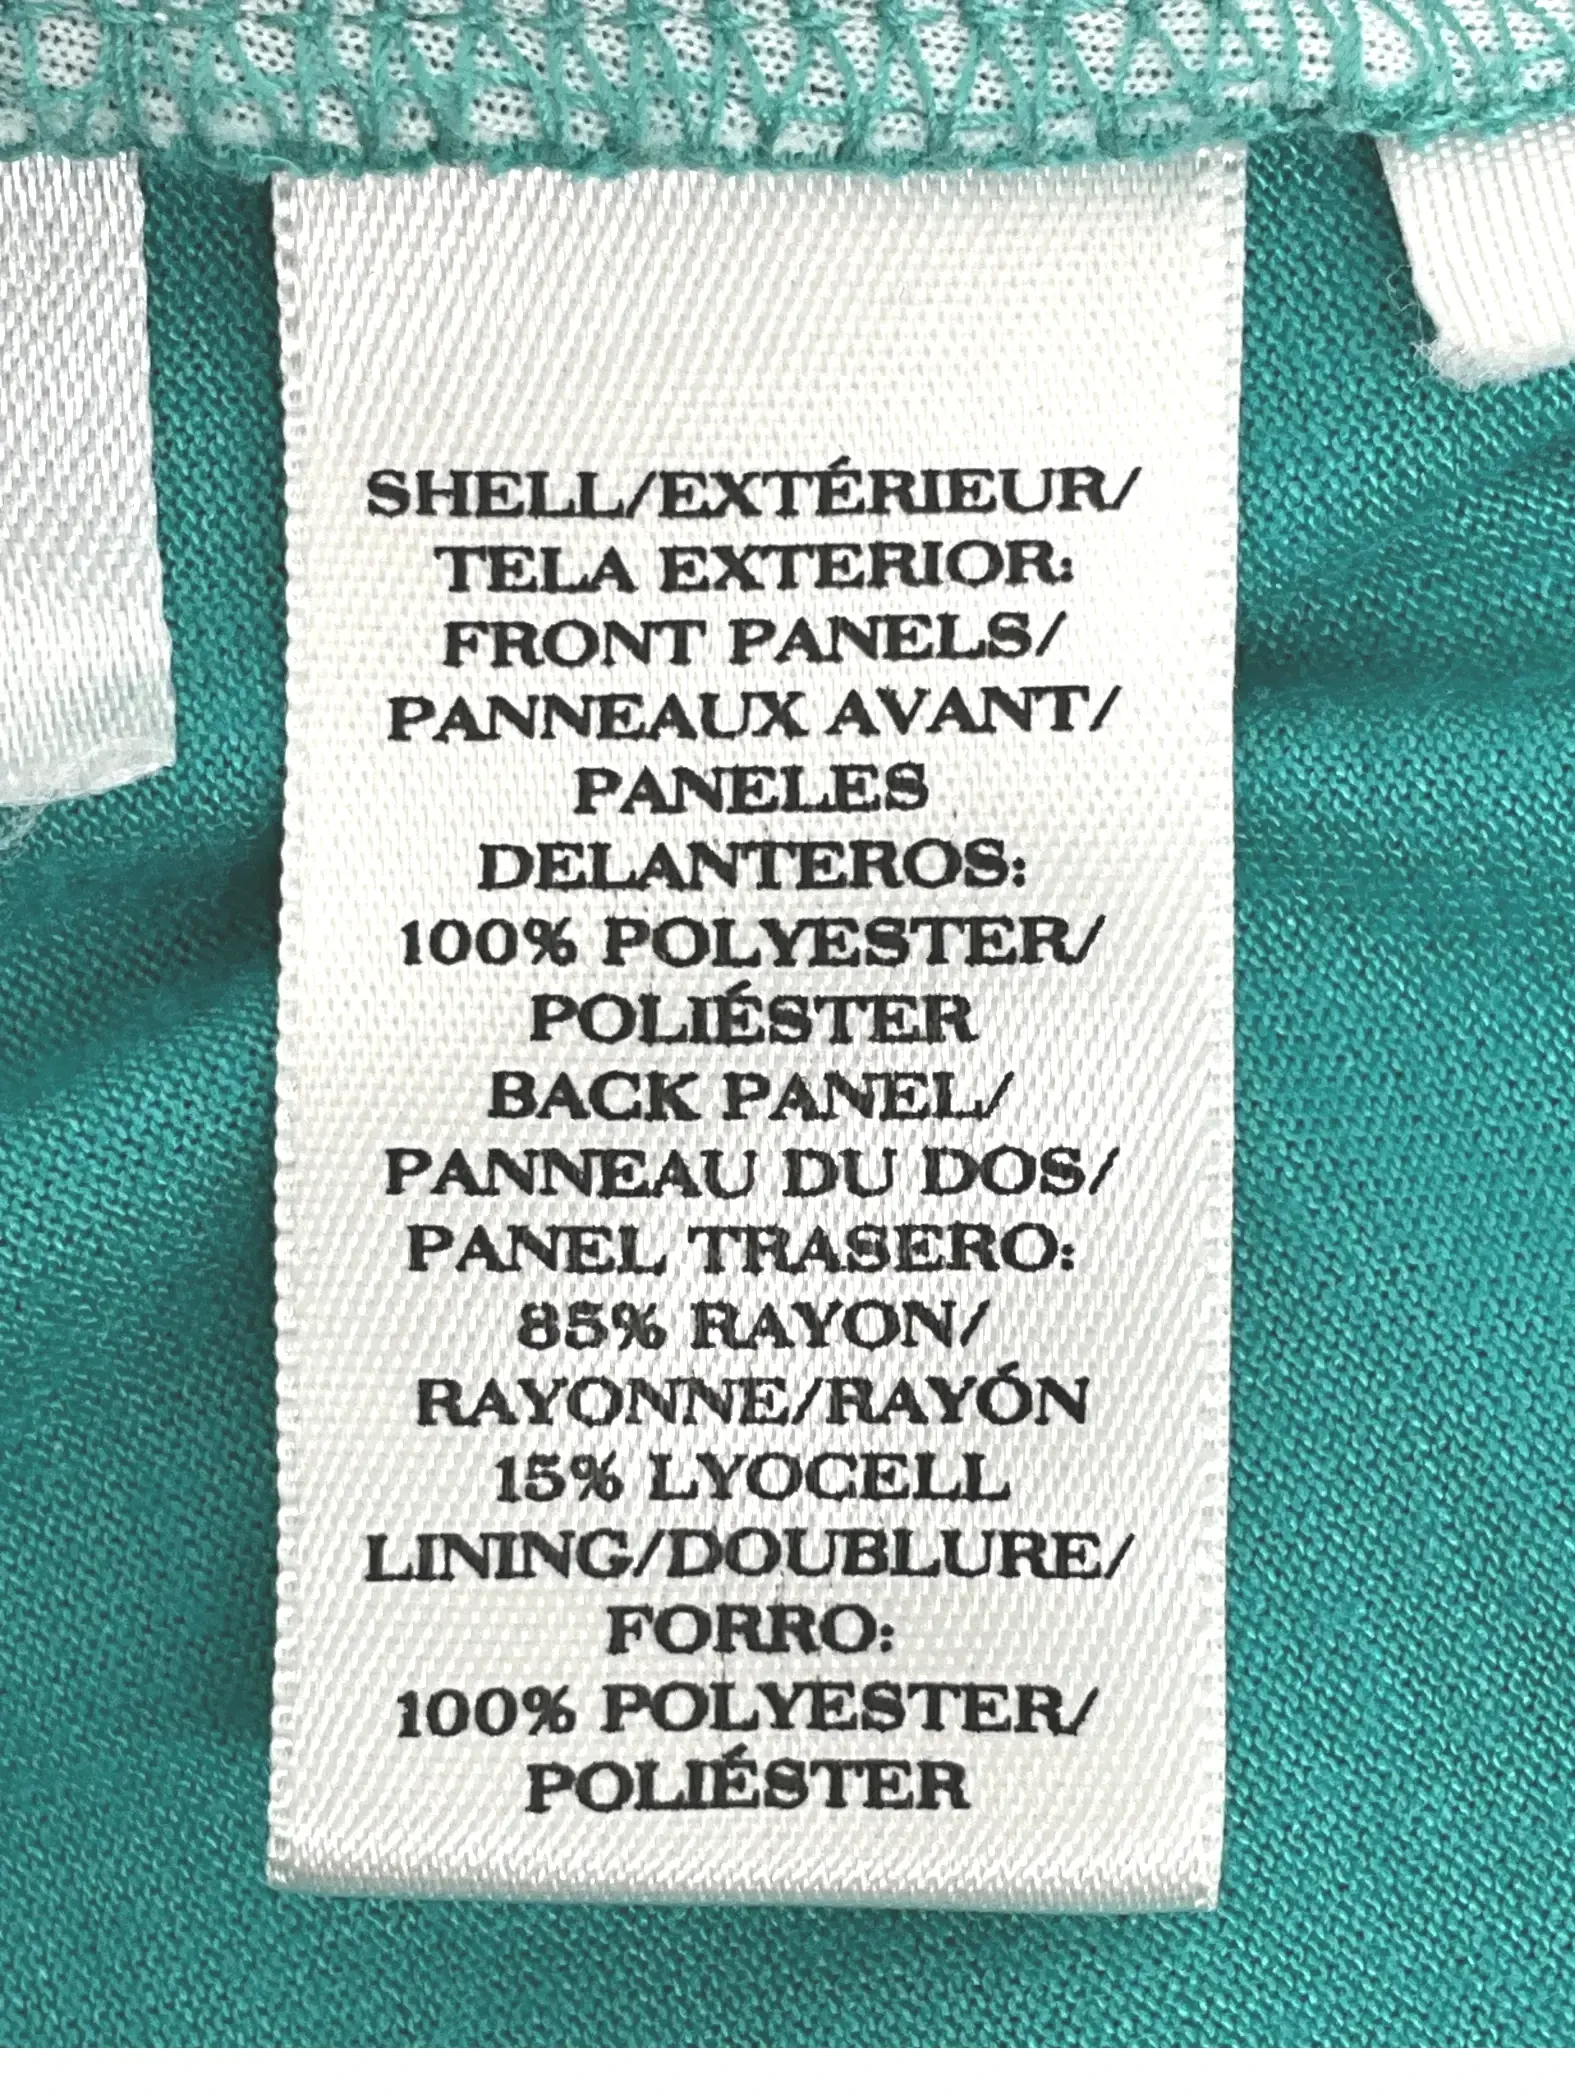 SHELL/EXTÉRIEUR/
TELA EXTERIOR:
FRONT PANELS/
PANNEAUX AVANT/
PANELES
DELANTEROS:
100% POLYESTER/
POLIÉSTER
BACK PANEL/
PANNEAU DU DOS/
PANEL TRASERO:
85% RAYON/
RAYONNE/RAYÓN
15% LYOCELL
LINING/DOUBLURE/
FORRO:
100% POLYESTER/
POLIÉSTER